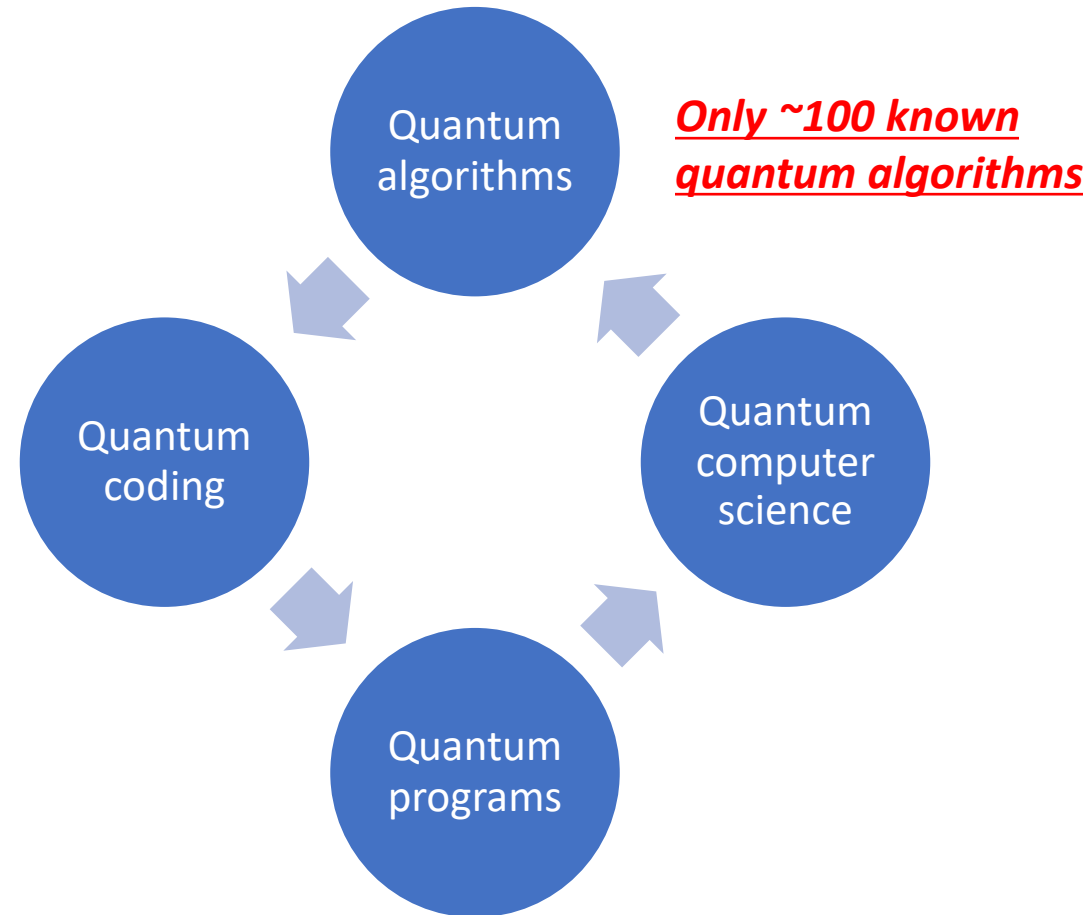 Quantum
algorithms
Only ~100 known
quantum algorithms
Quantum
coding
Quantum
computer
science
Quantum
programs